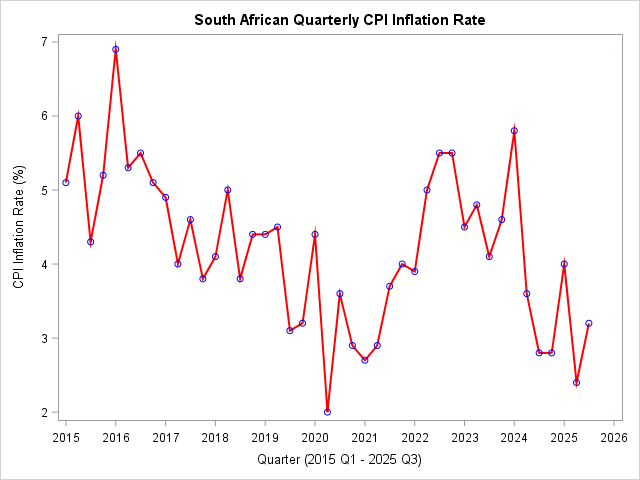 South African Quarterly CPI Inflation Rate
7
6
5
4
3
2
CPI Inflation Rate (%)
2015 2016 2017 2018 2019 2020 2021 2022 2023 2024 2025 2026
Quarter (2015 Q1 - 2025 Q3)